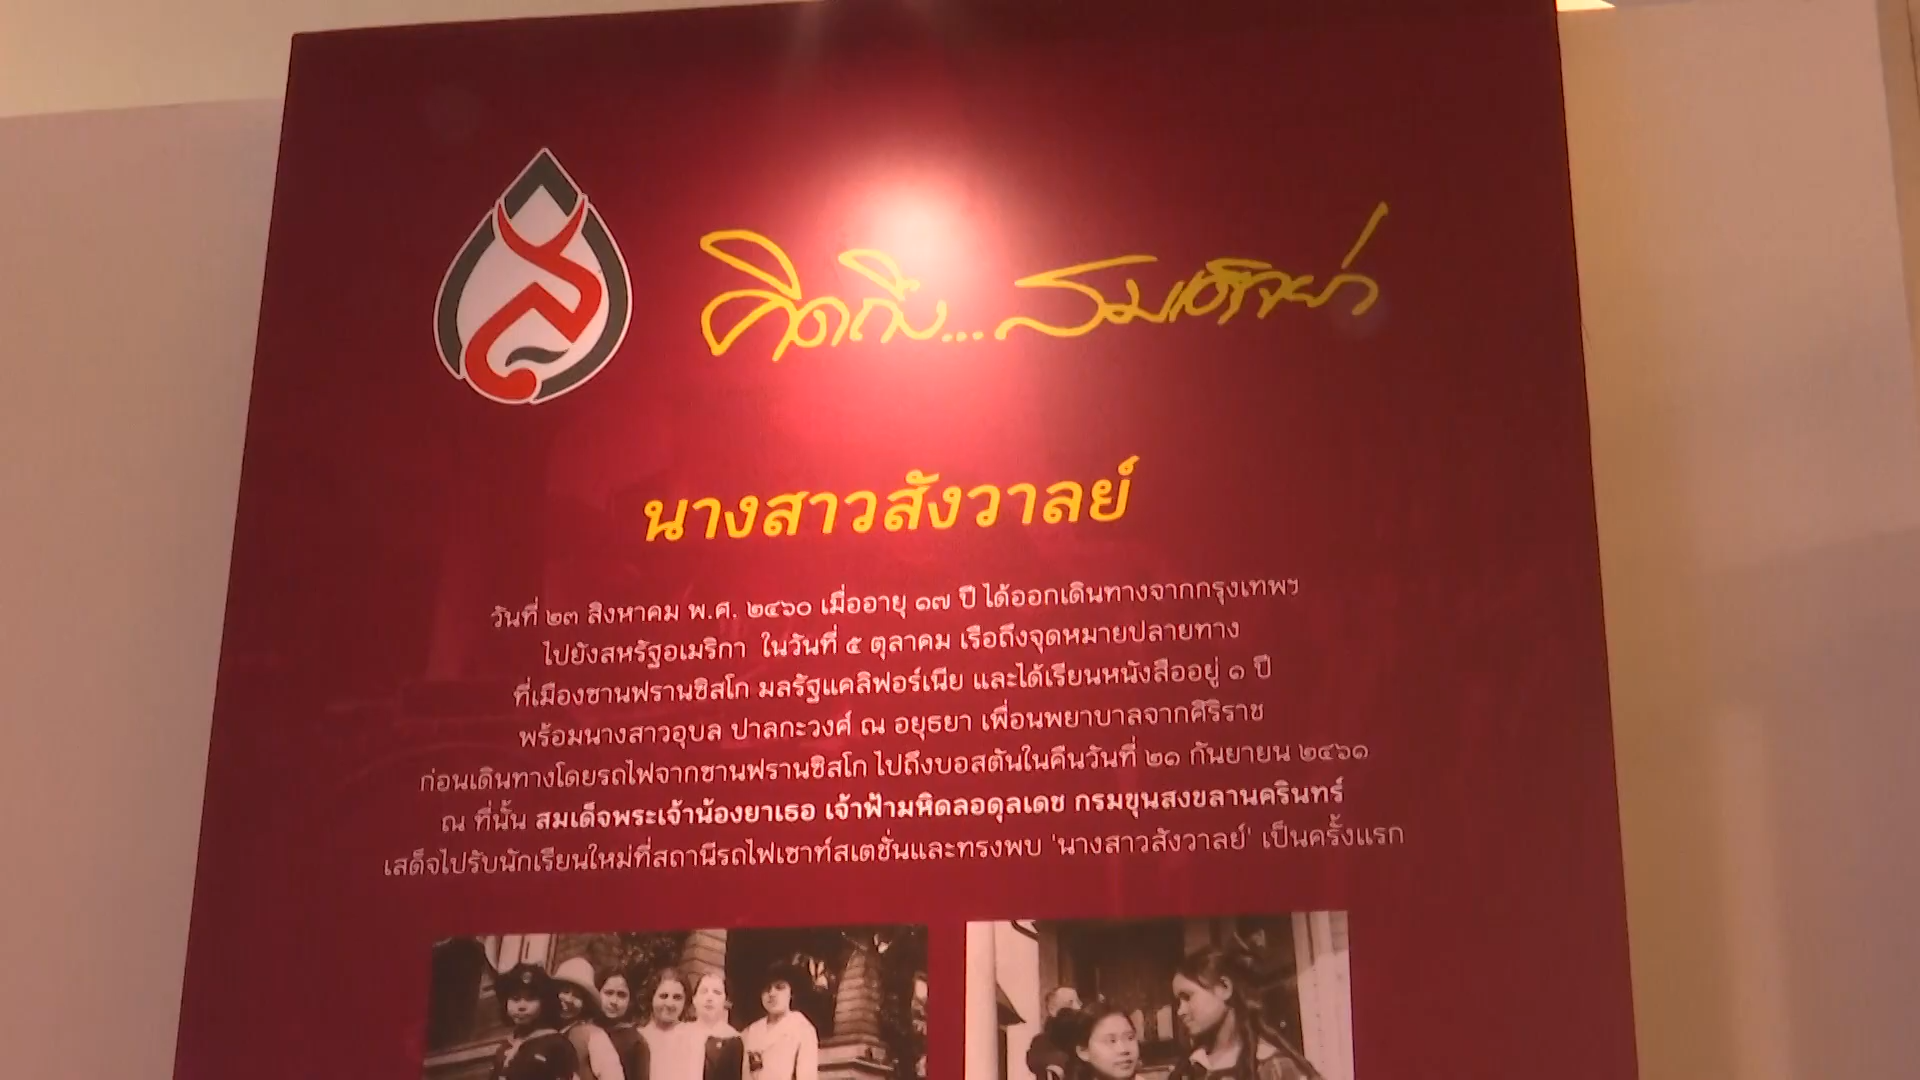 คิดถึง...สมเด็จย่า
นางสาวสังวาลย์
วันที่ ๒๓ สิงหาคม พ.ศ. ๒๔๖๐ เมื่ออายุ ๑๗ ปี ได้ออกเดินทางจากกรุงเทพฯ
ไปยังสหรัฐอเมริกา ในวันที่ ๕ ตุลาคม เรือถึงจุดหมายปลายทาง
ที่เมืองซานฟรานซิสโก มลรัฐแคลิฟอร์เนีย และได้เรียนหนังสืออยู่ ๑ ปี
พร้อมนางสาวอุบล ปาลกะวงศ์ ณ อยุธยา เพื่อนพยาบาลจากศิริราช
ก่อนเดินทางโดยรถไฟจากซานฟรานซิสโก ไปถึงบอสตันในคืนวันที่ ๒๑ กันยายน ๒๔๖๑
ณ ที่นั้น สมเด็จพระเจ้าน้องยาเธอ เจ้าฟ้ามหิดลอดุลเดช กรมขุนสงขลานครินทร์
เสด็จไปรับนักเรียนใหม่ที่สถานีรถไฟเซาท์สเตชั่นและทรงพบ 'นางสาวสังวาลย์' เป็นครั้งแรก